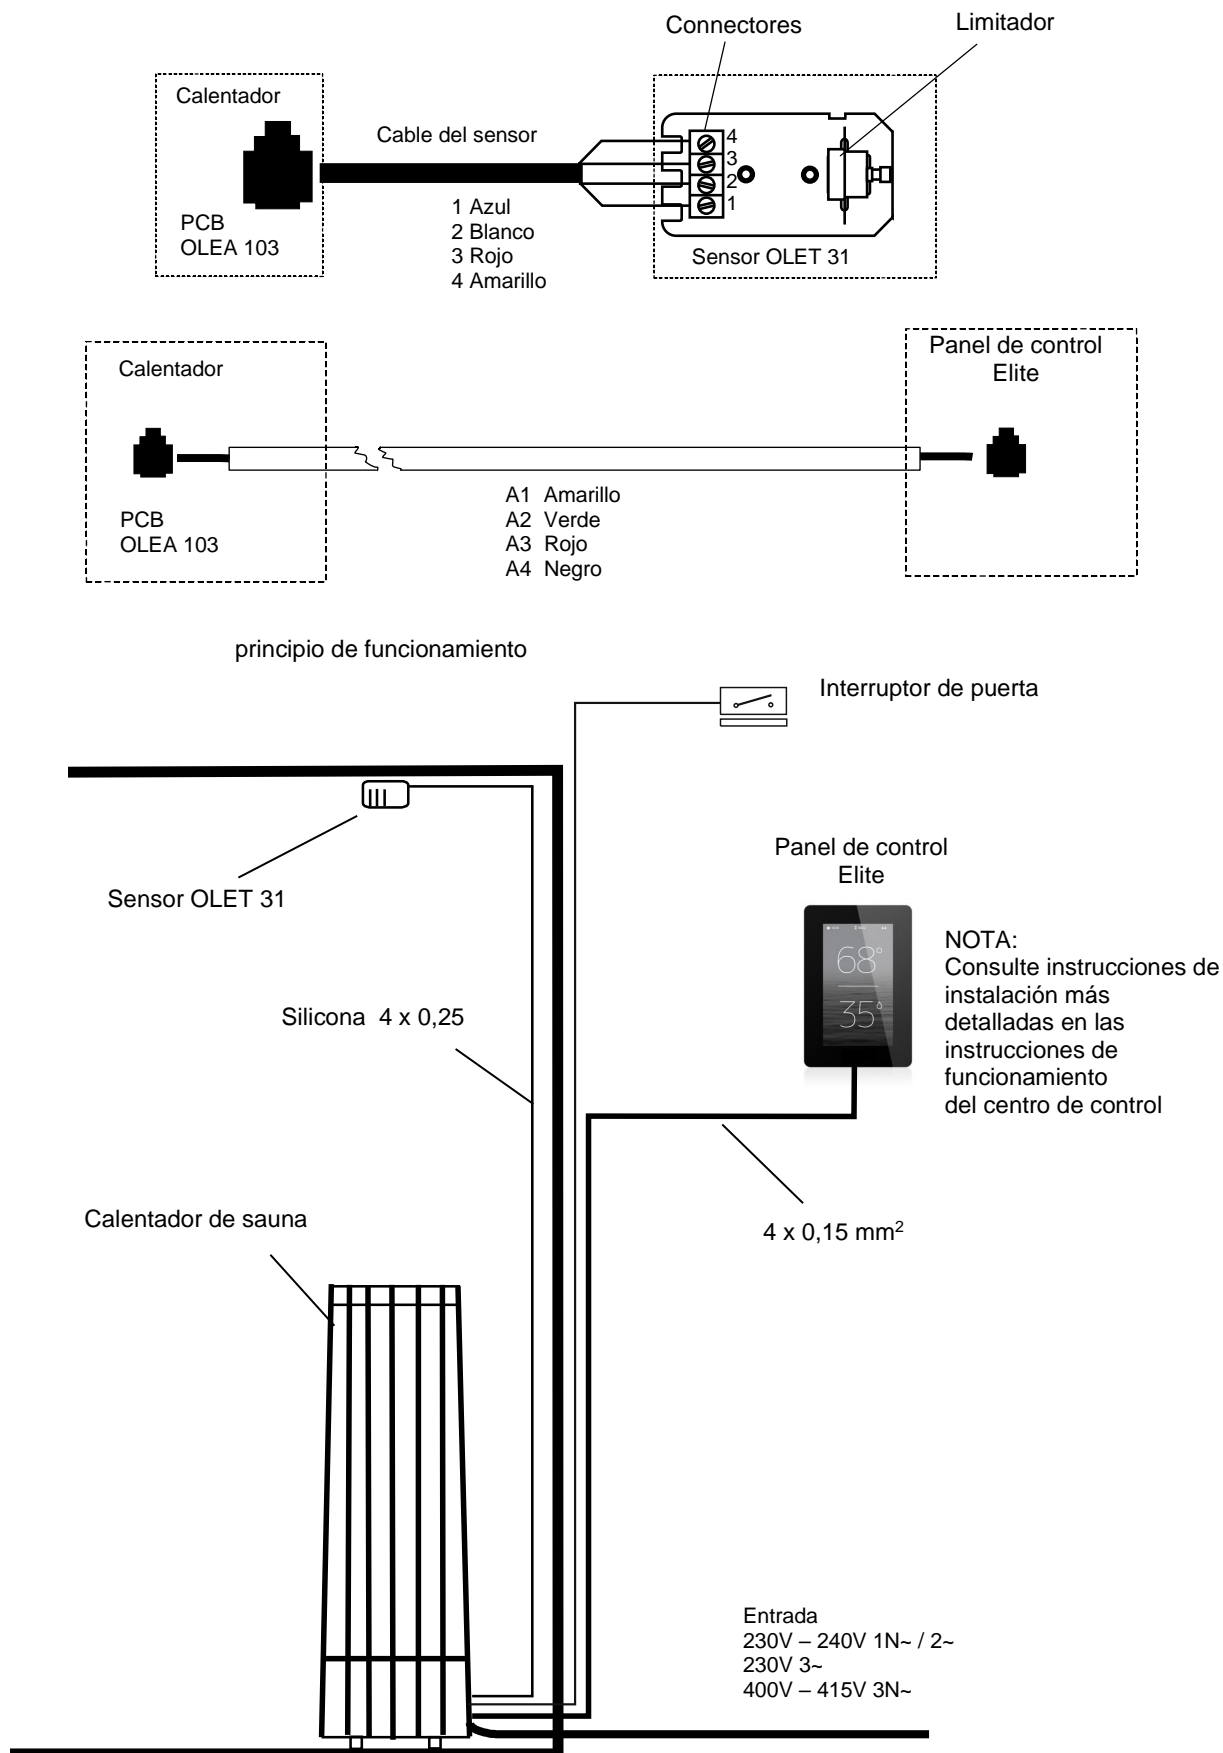 Connectores
Limitador
Calentador
Cable del sensor
4
3
2
1
1 Azul
2 Blanco
3 Rojo
4 Amarillo
PCB
OLEA 103
Sensor OLET 31
Calentador
Panel de control
Elite
A1 Amarillo
A2 Verde
A3 Rojo
A4 Negro
PCB
OLEA 103
principio de funcionamiento
Interruptor de puerta
Sensor OLET 31
Panel de control
Elite
68°
35°
NOTA:
Consulte instrucciones de
instalación más
detalladas en las
instrucciones de
funcionamiento
del centro de control
Silicona 4 x 0,25
4 x 0,15 mm²
Calentador de sauna
Entrada
230V – 240V 1N~ / 2~
230V 3~
400V – 415V 3N~